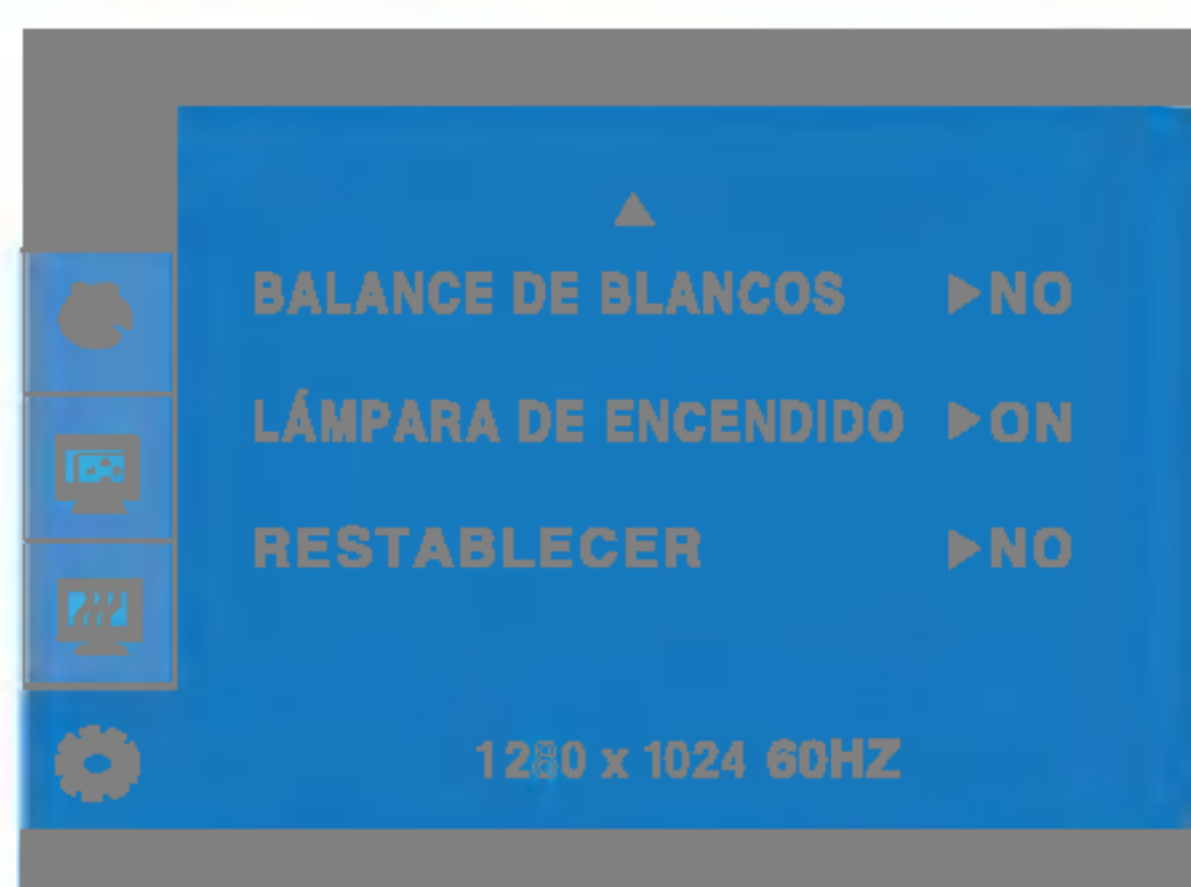 BALANCE DE BLANCOS ▶NO
LÁMPARA DE ENCENDIDO ▶ON
RESTABLECER ▶NO
1280 x 1024 60HZ